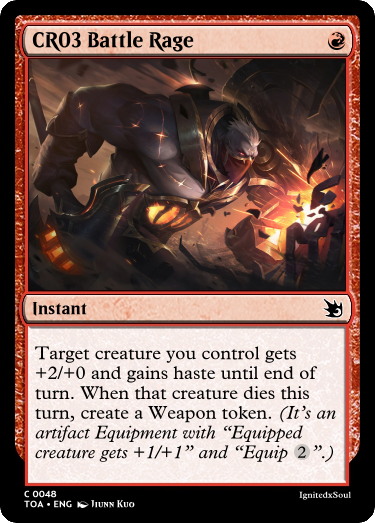 CR03 Battle Rage
Instant
Target creature you control gets
+2/+0 and gains haste until end of
turn. When that creature dies this
turn, create a Weapon token. (It's an
artifact Equipment with “Equipped
creature gets +1/+1” and “Equip 2”.)
C 0048
TOA • ENG Jiunn Kuo
IgnitedxSoul